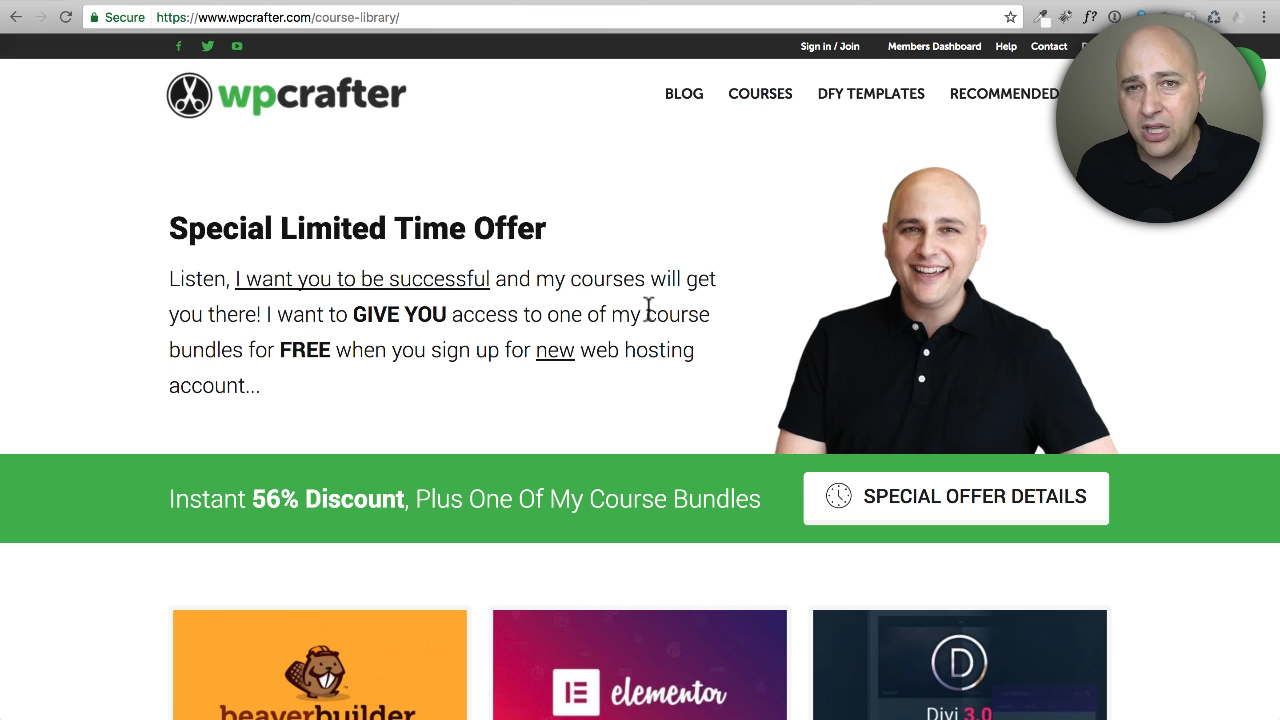 Secure https://www.wpcrafter.com/course-library/
f?
Sign in / Join Members Dashboard Help Contact
wpcrafter
BLOG COURSES DFY TEMPLATES RECOMMENDED
Special Limited Time Offer
Listen, I want you to be successful and my courses will get
you there! I want to GIVE YOU access to one of my course
bundles for FREE when you sign up for new web hosting
account...
Instant 56% Discount, Plus One Of My Course Bundles
SPECIAL OFFER DETAILS
beaverbuilder
elementor
D
Divi 3.0